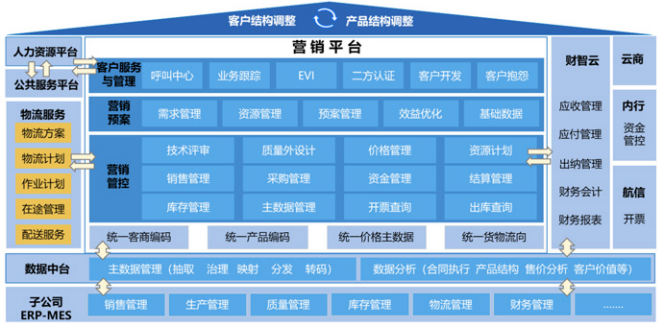 客户结构调整 产品结构调整
人力资源平台
公共服务平台
物流服务
物流方案
物流计划
作业计划
在途管理
配送服务
营销平台
客户服务
与管理
呼叫中心 业务跟踪 EVI 二方认证 客户开发 客户抱怨
营销
预案
需求管理 资源管理 预案管理 效益优化 基础数据
营销
管控
技术评审 质量外设计 价格管理 资源计划
销售管理 采购管理 资金管理 结算管理
库存管理 主数据管理 开票查询 出库查询
统一客商编码 统一产品编码 统一价格主数据 统一货物流向
财智云
应收管理
应付管理
出纳管理
财务会计
财务报表
云商
内行
资金
管控
航信
开票
数据中台 主数据管理（抽取 治理 映射 分发 转码） 数据分析（合同执行 产品结构 售价分析 客户价值等）
子公司
ERP-MES
销售管理 生产管理 质量管理 库存管理 物流管理 财务管理 ……